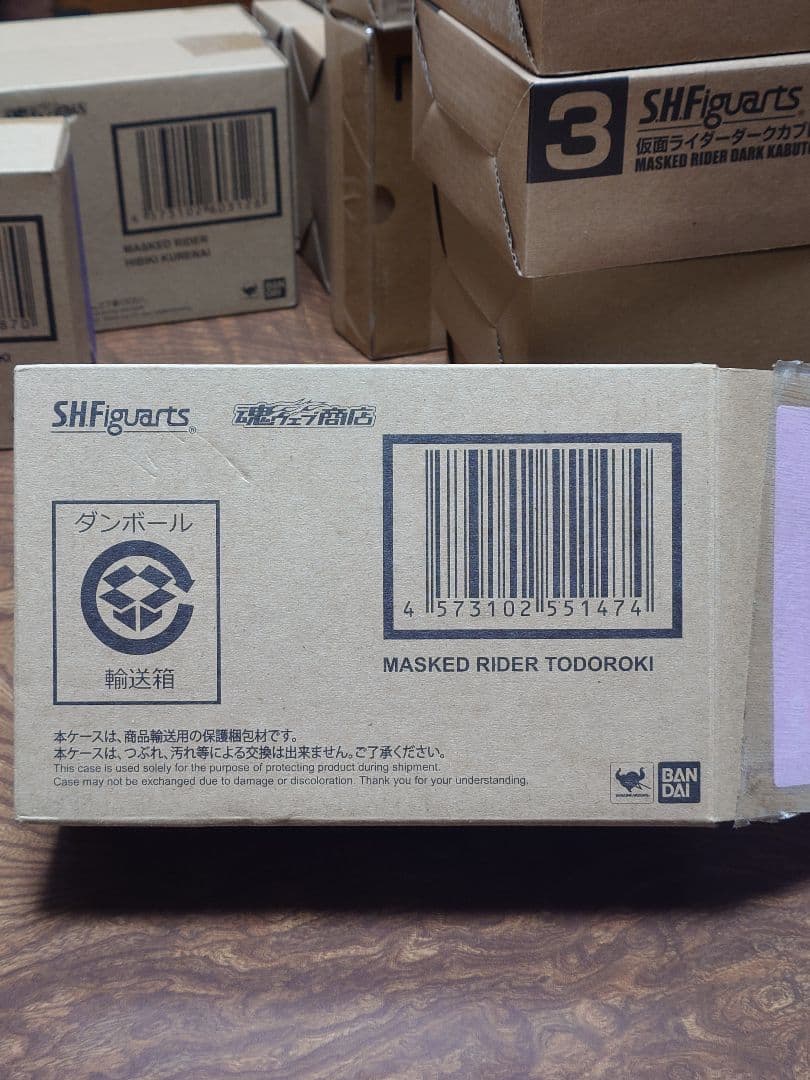 3
S.H.Figuarts
仮面ライダーダークカブ
MASKED RIDER DARK KABUT
MASKED RIDER
HIBIKI KURENAI
BAN
DAI
870
S.H.Figuarts
魂ウェブ商店
ダンボール
輸送箱
4 573102 551474
MASKED RIDER TODOROKI
本ケースは、商品輸送用の保護梱包材です。
本ケースは、つぶれ、汚れ等による交換は出来ません。ご了承ください。
This case is used solely for the purpose of protecting product during shipment.
Case may not be exchanged due to damage or discoloration. Thank you for your understanding.
BAN
DAI